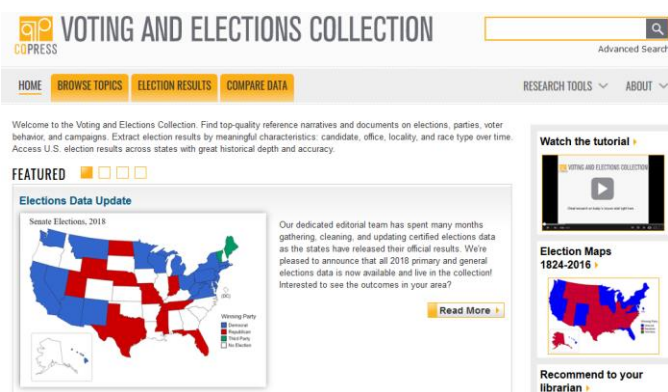 CQPRESS
VOTING AND ELECTIONS COLLECTION
Advanced Search
HOME
BROWSE TOPICS
ELECTION RESULTS
COMPARE DATA
RESEARCH TOOLS
ABOUT
Welcome to the Voting and Elections Collection. Find top-quality reference narratives and documents on elections, parties, voter
behavior, and campaigns. Extract election results by meaningful characteristics: candidate, office, locality, and race type over time.
Access U.S. election results across states with great historical depth and accuracy.
FEATURED
Elections Data Update
Senate Elections, 2018
(DC)
Winning Party
Democrat
Republican
Third Party
No Election
Our dedicated editorial team has spent many months
gathering, cleaning, and updating certified elections data
as the states have released their official results. We're
pleased to announce that all 2018 primary and general
elections data is now available and live in the collection!
Interested to see the outcomes in your area?
Read More
Watch the tutorial
VOTING AND ELECTIONS COLLECTION
Election Maps
1824-2016
Recommend to your
librarian